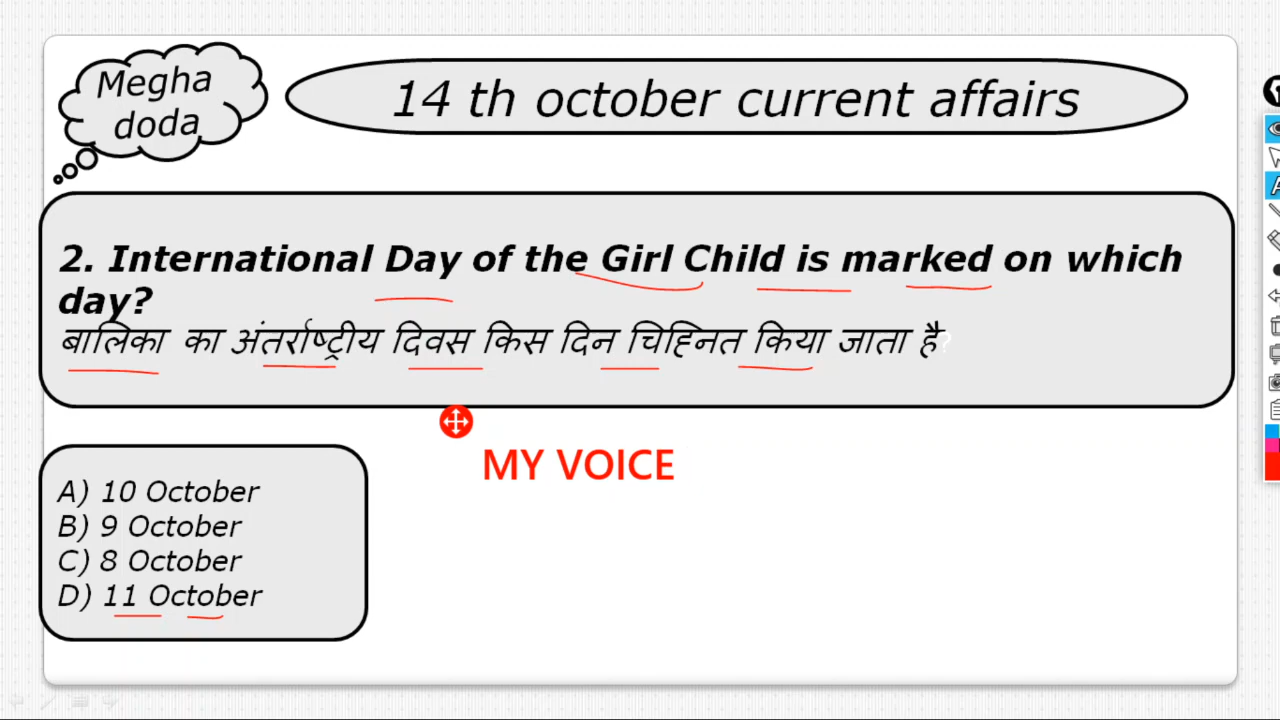 Megha
doda
14 th october current affairs
2. International Day of the Girl Child is marked on which
day?
बालिका का अंतर्राष्ट्रीय दिवस किस दिन चिह्नित किया जाता है?
MY VOICE
A) 10 October
B) 9 October
C) 8 October
D) 11 October